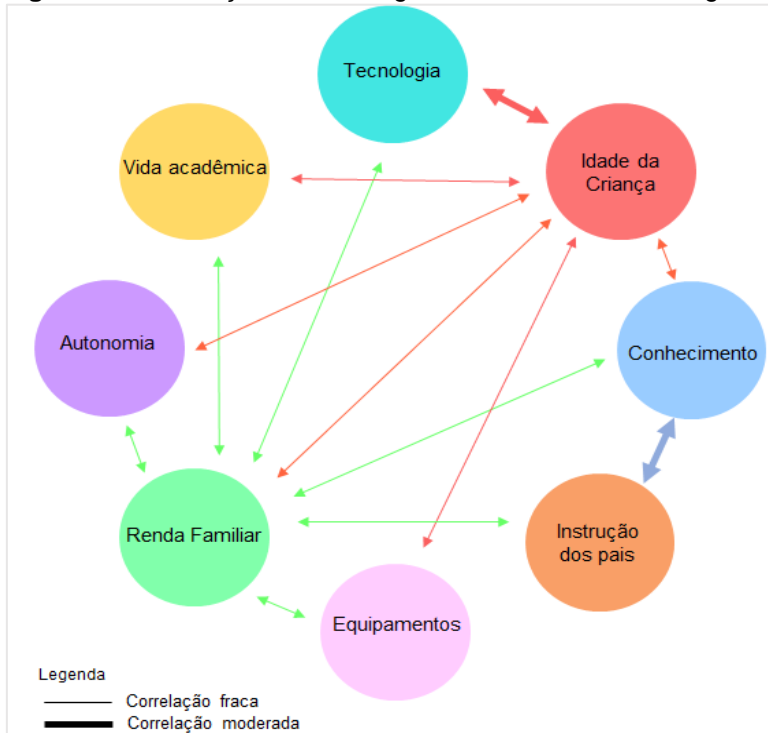 Tecnologia
Vida acadêmica
Idade da
Criança
Autonomia
Conhecimento
Renda Familiar
Instrução
dos pais
Equipamentos
Legenda
Correlação fraca
Correlação moderada